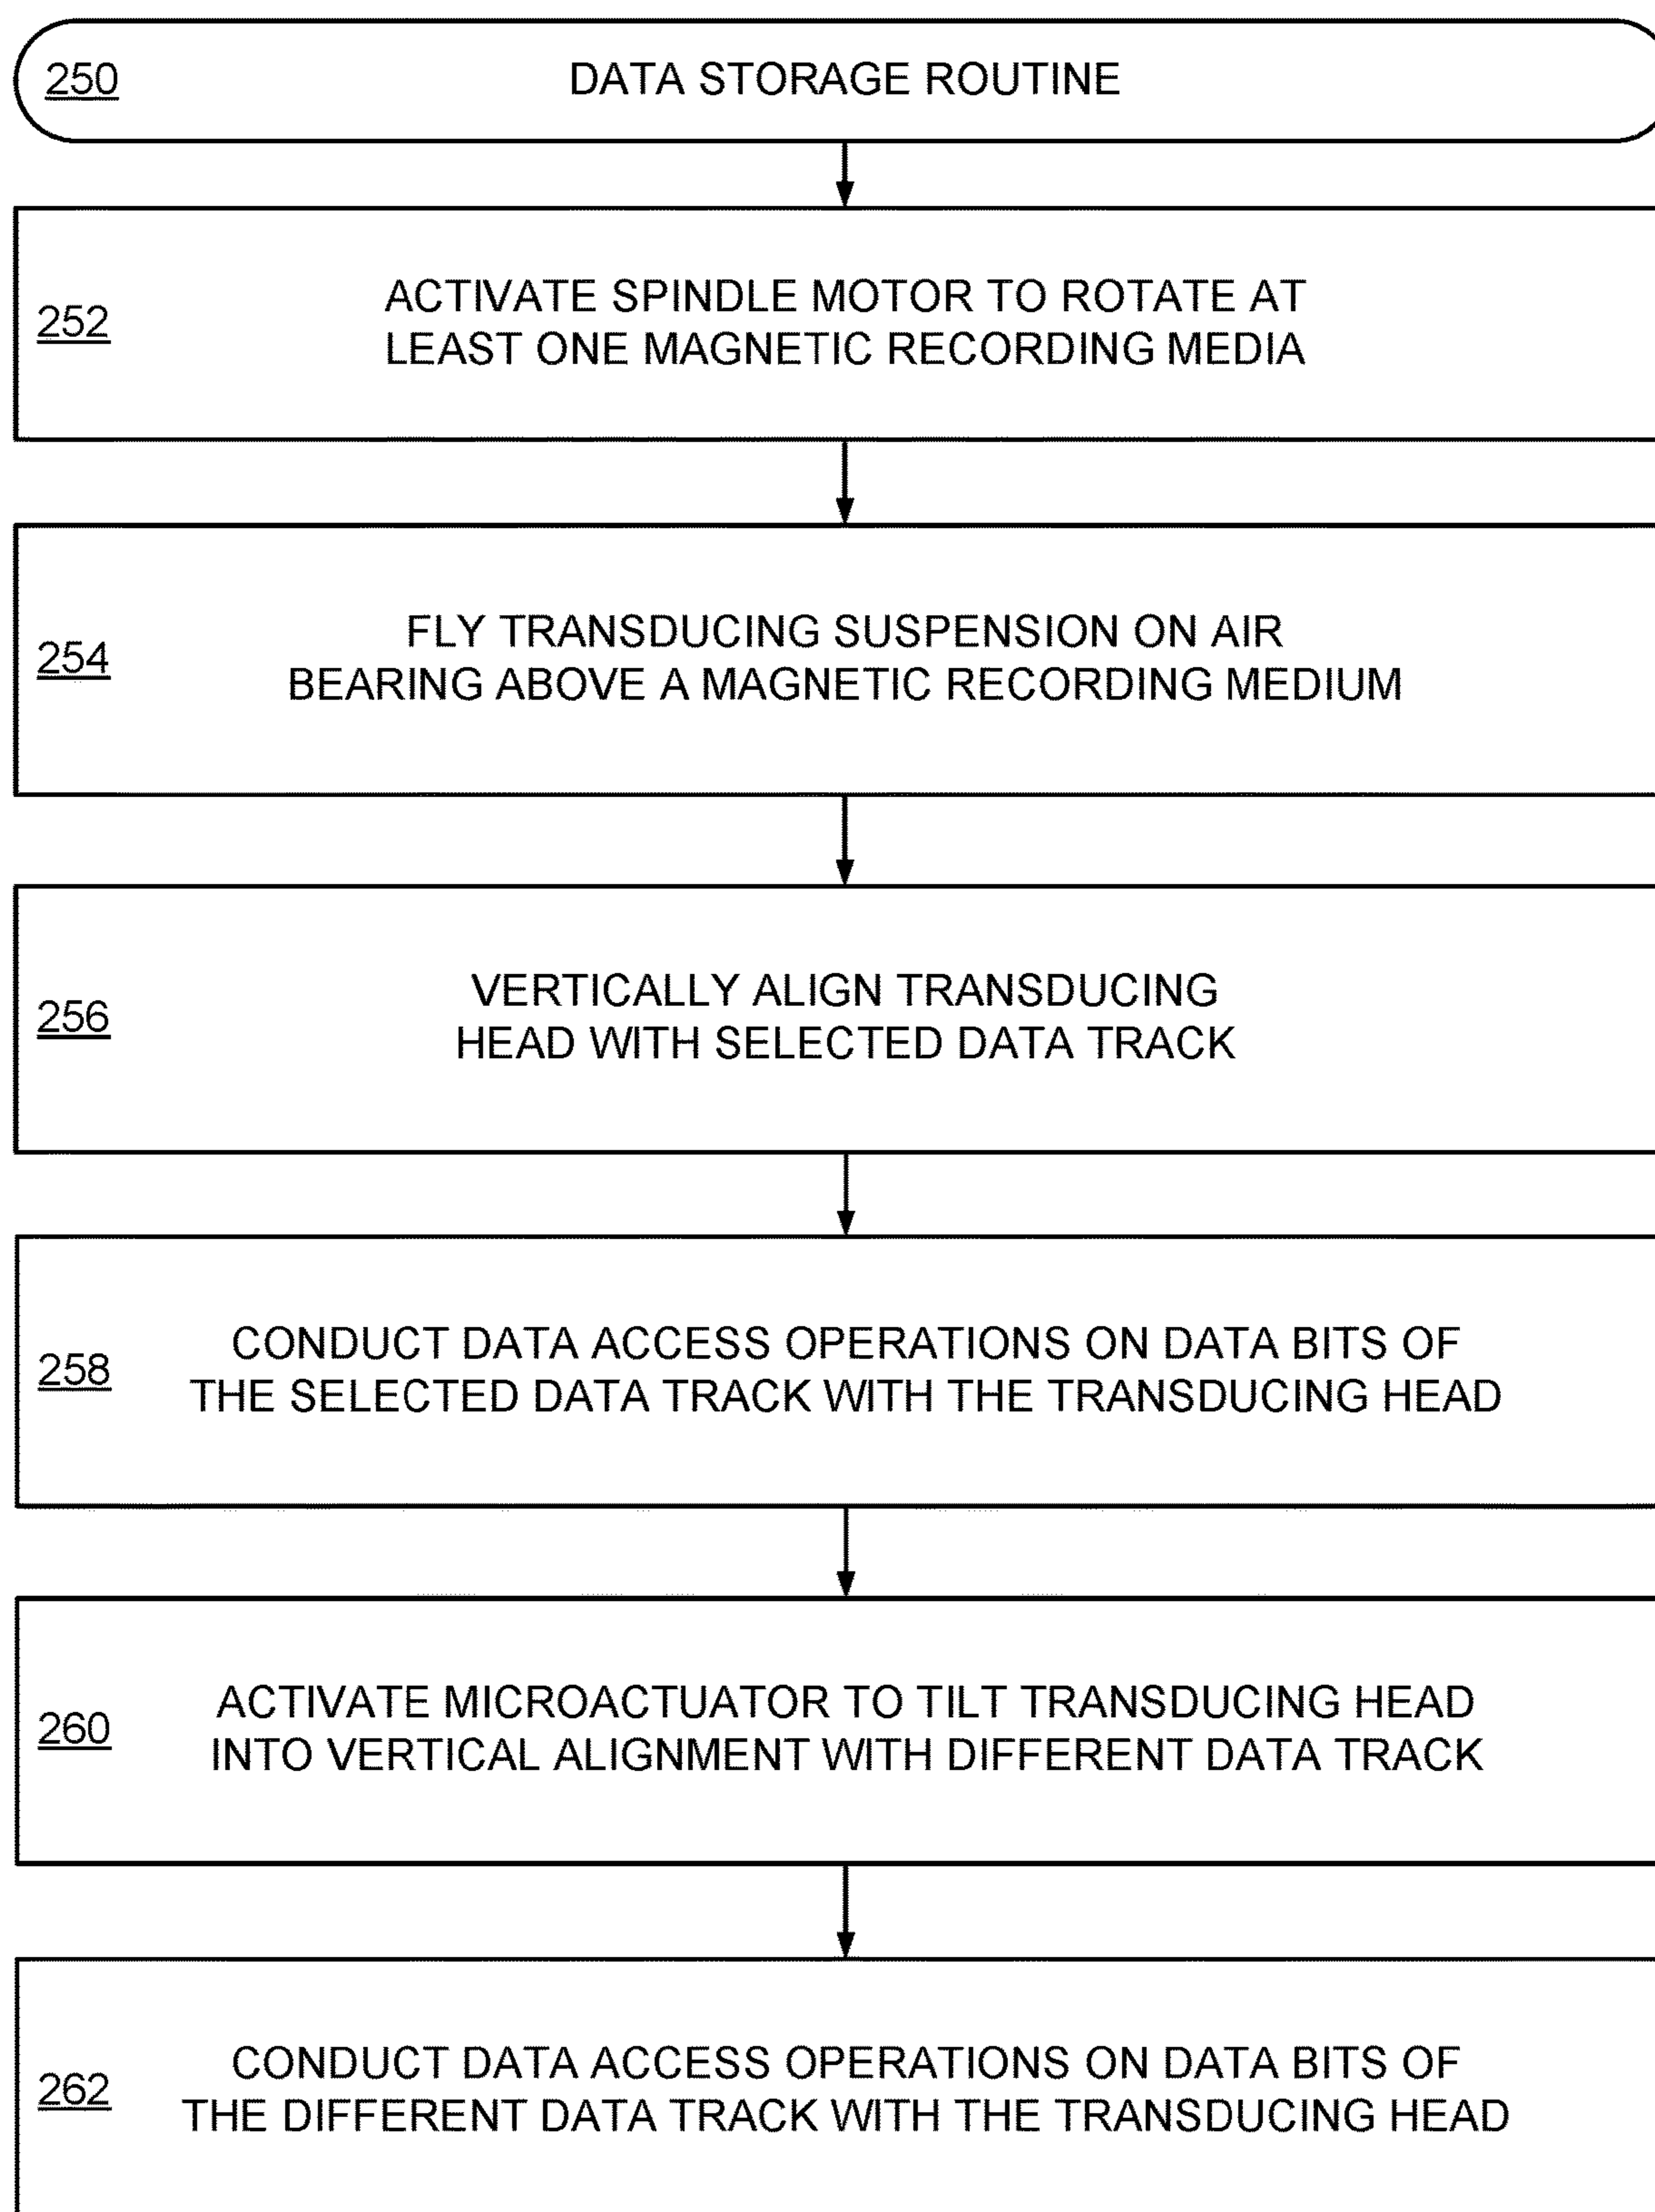 250
DATA STORAGE ROUTINE
252
ACTIVATE SPINDLE MOTOR TO ROTATE AT
LEAST ONE MAGNETIC RECORDING MEDIA
254
FLY TRANSDUCING SUSPENSION ON AIR
BEARING ABOVE A MAGNETIC RECORDING MEDIUM
256
VERTICALLY ALIGN TRANSDUCING
HEAD WITH SELECTED DATA TRACK
258
CONDUCT DATA ACCESS OPERATIONS ON DATA BITS OF
THE SELECTED DATA TRACK WITH THE TRANSDUCING HEAD
260
ACTIVATE MICROACTUATOR TO TILT TRANSDUCING HEAD
INTO VERTICAL ALIGNMENT WITH DIFFERENT DATA TRACK
262
CONDUCT DATA ACCESS OPERATIONS ON DATA BITS OF
THE DIFFERENT DATA TRACK WITH THE TRANSDUCING HEAD